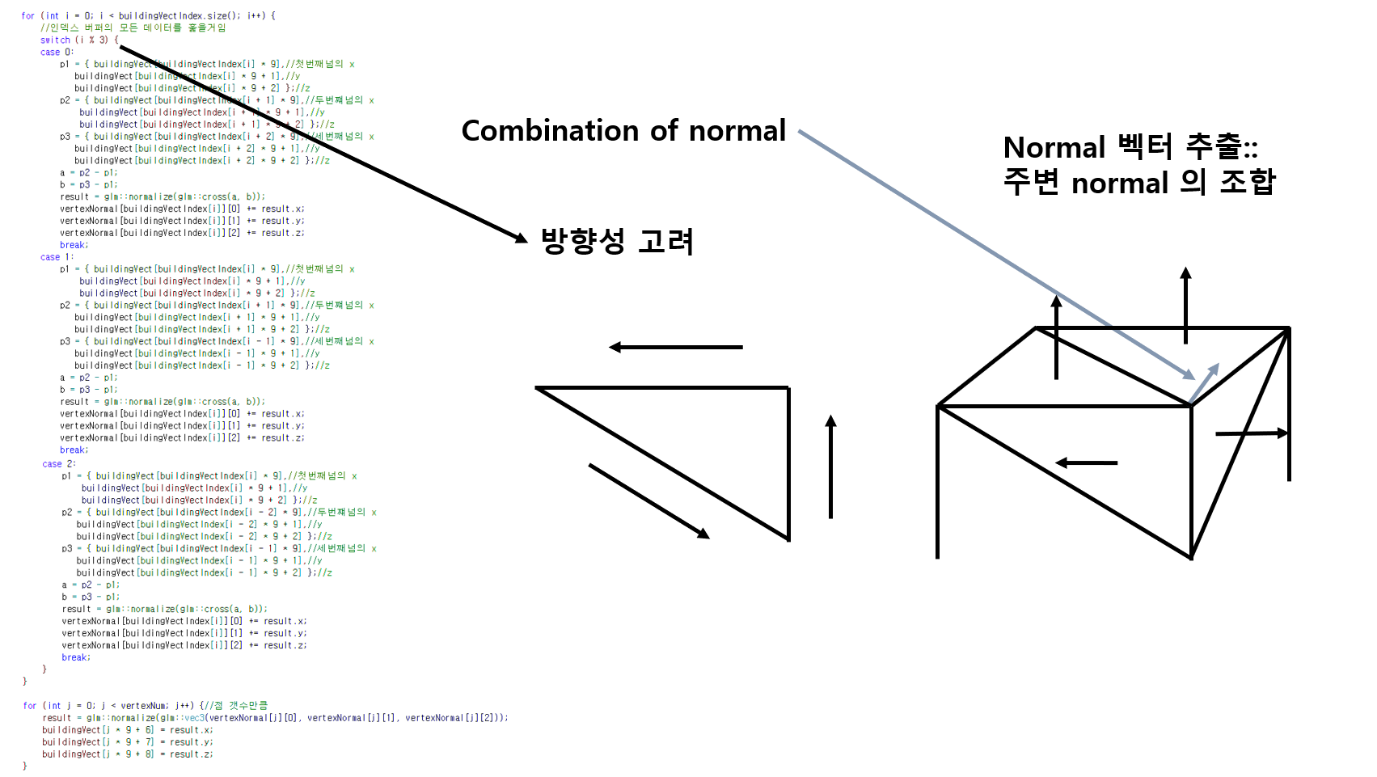 for (int i = 0; i < buildingVectIndex.size(); i++) {
//인덱스 버퍼의 모든 데이터를 훑을거임
switch (i % 3) {
case 0:
p1 = { buildingVect[buildingVectIndex[i] * 9],//첫번째넘의 x
buildingVect[buildingVectIndex[i] * 9 + 1],//y
buildingVect[buildingVectIndex[i] * 9 + 2] };//z
p2 = { buildingVect[buildingVectIndex[i + 1] * 9],//두번째넘의 x
buildingVect[buildingVectIndex[i + 1] * 9 + 1],//y
buildingVect[buildingVectIndex[i + 1] * 9 + 2] };//z
p3 = { buildingVect[buildingVectIndex[i + 2] * 9],//세번째넘의 x
buildingVect[buildingVectIndex[i + 2] * 9 + 1],//y
buildingVect[buildingVectIndex[i + 2] * 9 + 2] };//z
a = p2 - p1;
b = p3 - p1;
result = glm::normalize(glm::cross(a, b));
vertexNormal[buildingVectIndex[i]][0] += result.x;
vertexNormal[buildingVectIndex[i]][1] += result.y;
vertexNormal[buildingVectIndex[i]][2] += result.z;
break;
case 1:
p1 = { buildingVect[buildingVectIndex[i] * 9],//첫번째넘의 x
buildingVect[buildingVectIndex[i] * 9 + 1],//y
buildingVect[buildingVectIndex[i] * 9 + 2] };//z
p2 = { buildingVect[buildingVectIndex[i + 1] * 9],//두번째넘의 x
buildingVect[buildingVectIndex[i + 1] * 9 + 1],//y
buildingVect[buildingVectIndex[i + 1] * 9 + 2] };//z
p3 = { buildingVect[buildingVectIndex[i - 1] * 9],//세번째넘의 x
buildingVect[buildingVectIndex[i - 1] * 9 + 1],//y
buildingVect[buildingVectIndex[i - 1] * 9 + 2] };//z
a = p2 - p1;
b = p3 - p1;
result = glm::normalize(glm::cross(a, b));
vertexNormal[buildingVectIndex[i]][0] += result.x;
vertexNormal[buildingVectIndex[i]][1] += result.y;
vertexNormal[buildingVectIndex[i]][2] += result.z;
break;
case 2:
p1 = { buildingVect[buildingVectIndex[i] * 9],//첫번째넘의 x
buildingVect[buildingVectIndex[i] * 9 + 1],//y
buildingVect[buildingVectIndex[i] * 9 + 2] };//z
p2 = { buildingVect[buildingVectIndex[i - 2] * 9],//두번째넘의 x
buildingVect[buildingVectIndex[i - 2] * 9 + 1],//y
buildingVect[buildingVectIndex[i - 2] * 9 + 2] };//z
p3 = { buildingVect[buildingVectIndex[i - 1] * 9],//세번째넘의 x
buildingVect[buildingVectIndex[i - 1] * 9 + 1],//y
buildingVect[buildingVectIndex[i - 1] * 9 + 2] };//z
a = p2 - p1;
b = p3 - p1;
result = glm::normalize(glm::cross(a, b));
vertexNormal[buildingVectIndex[i]][0] += result.x;
vertexNormal[buildingVectIndex[i]][1] += result.y;
vertexNormal[buildingVectIndex[i]][2] += result.z;
break;
}
}
for (int j = 0; j < vertexNum; j++) {//점 갯수만큼
result = glm::normalize(glm::vec3(vertexNormal[j][0], vertexNormal[j][1], vertexNormal[j][2]));
buildingVect[j * 9 + 6] = result.x;
buildingVect[j * 9 + 7] = result.y;
buildingVect[j * 9 + 8] = result.z;
}
Combination of normal
방향성 고려
Normal 벡터 추출::
주변 normal 의 조합